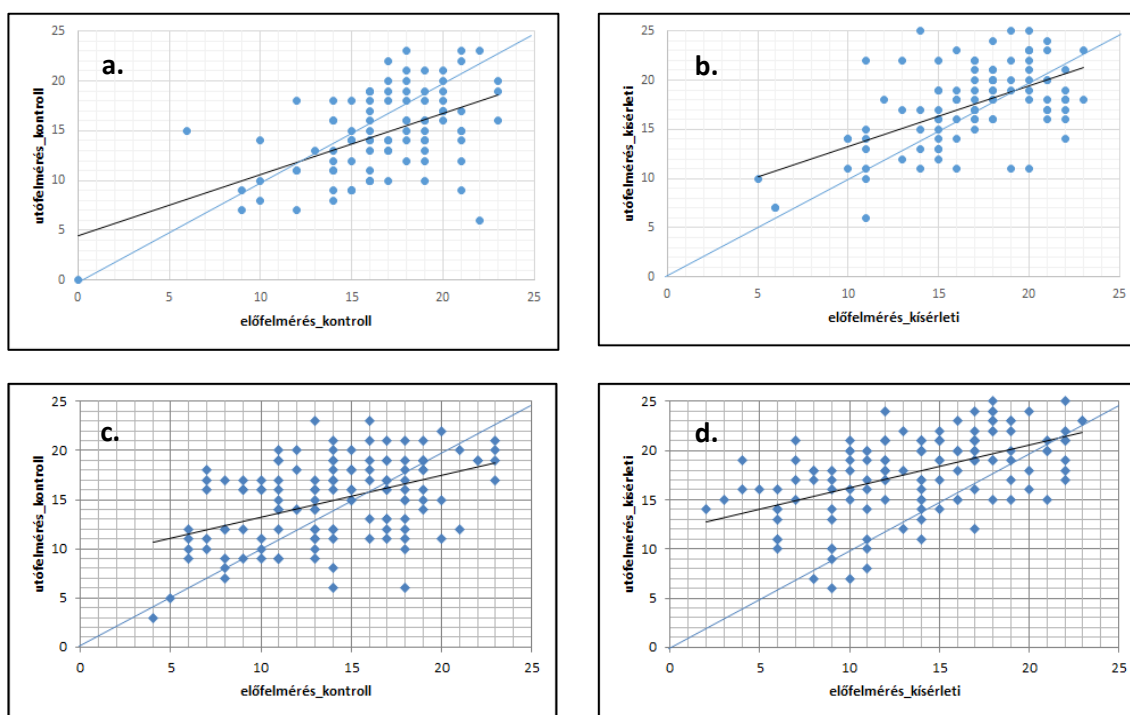 a.
25
20
15
10
5
0
0 5 10 15 20 25
utófelmérés_kontroll
előfelmérés_kontroll
b.
25
20
15
10
5
0
0 5 10 15 20 25
utófelmérés_kísérleti
előfelmérés_kísérleti
c.
25
20
15
10
5
0
0 5 10 15 20 25
utófelmérés_kontroll
előfelmérés_kontroll
d.
25
20
15
10
5
0
0 5 10 15 20 25
utófelmérés_kísérleti
előfelmérés_kísérleti